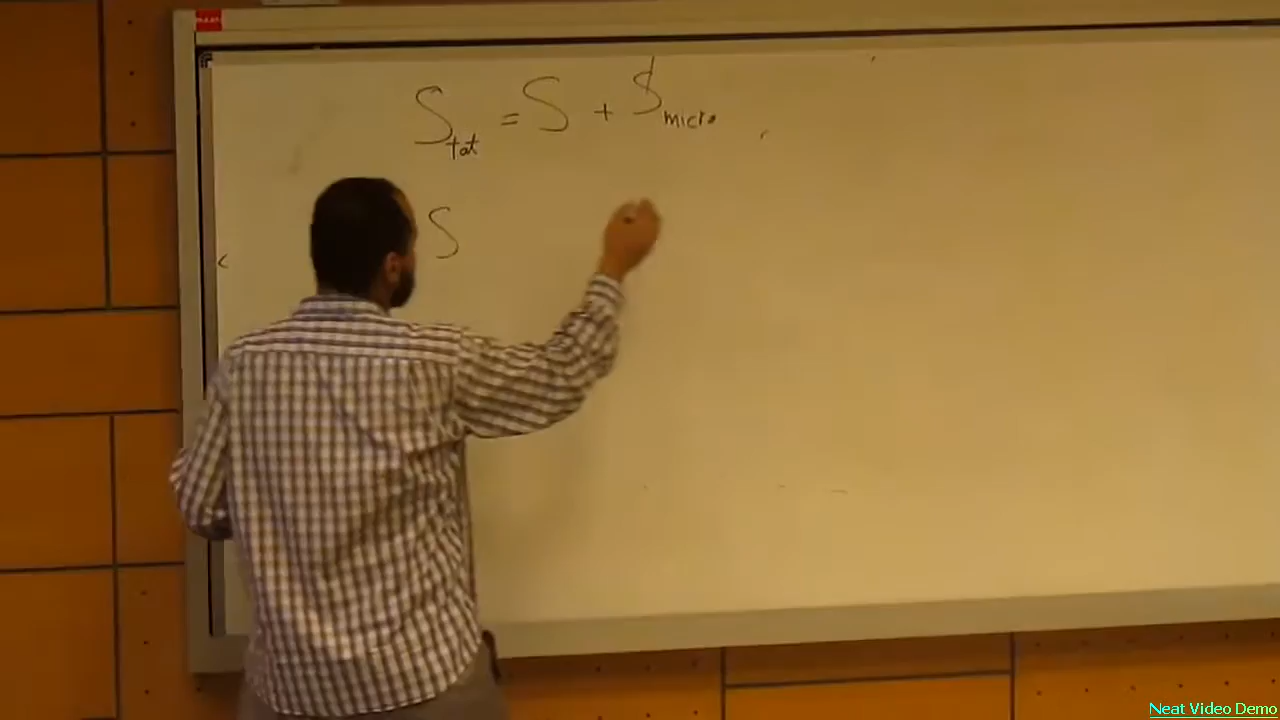 S_tot = S + S_micro
S
Neat Video Demo